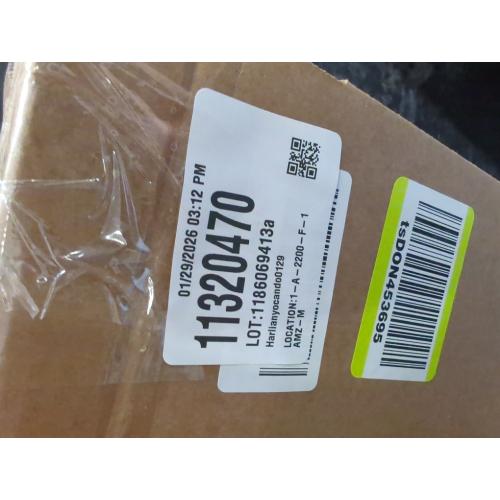 01/29/2026 03:12 PM
11320470
LOT:1186069413a
Harlianyocando0129
LOCATION:1-A-2200-F-1
AMZ-M
tsDON453695